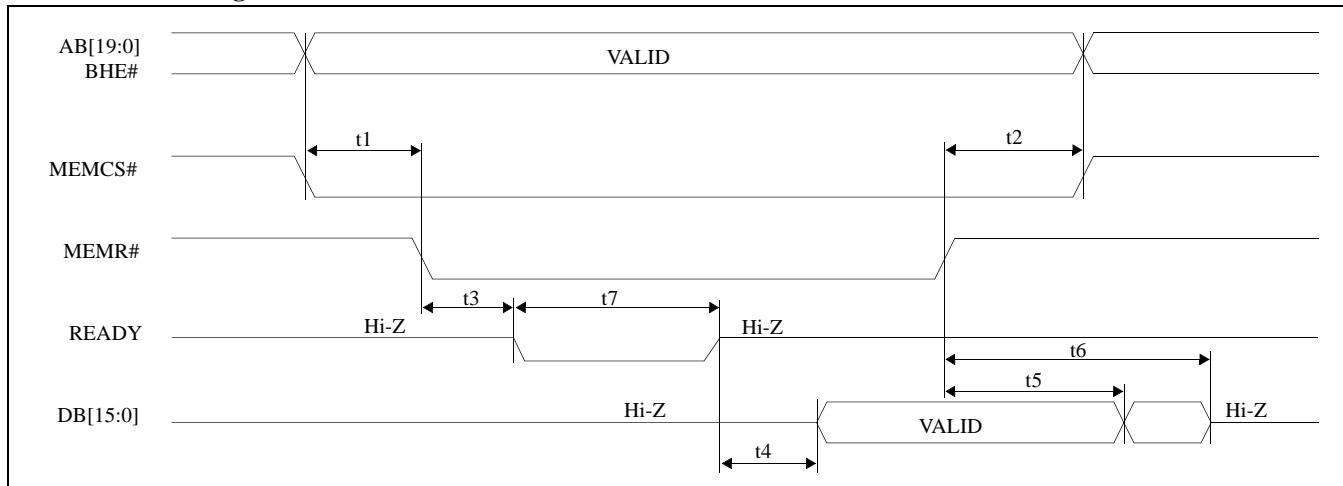 AB[19:0]
BHE#
VALID
t1
t2
MEMCS#
MEMR#
t3
t7
READY
Hi-Z
Hi-Z
t6
t5
DB[15:0]
Hi-Z
VALID
Hi-Z
t4